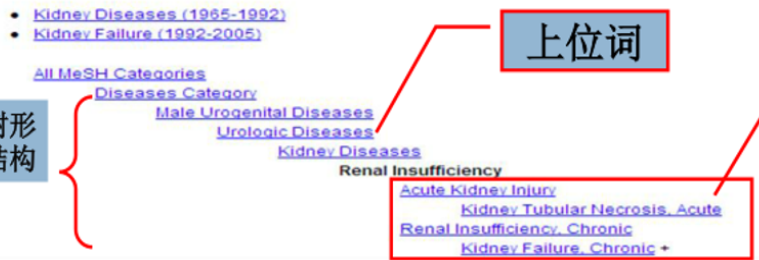 Kidney Diseases (1965-1992)
Kidney Failure (1992-2005)
上位词
All MeSH Categories
Diseases Category
Male Urogenital Diseases
Urologic Diseases
Kidney Diseases
Renal Insufficiency
Acute Kidney Injury
Kidney Tubular Necrosis, Acute
Renal Insufficiency, Chronic
Kidney Failure, Chronic +
形
结构